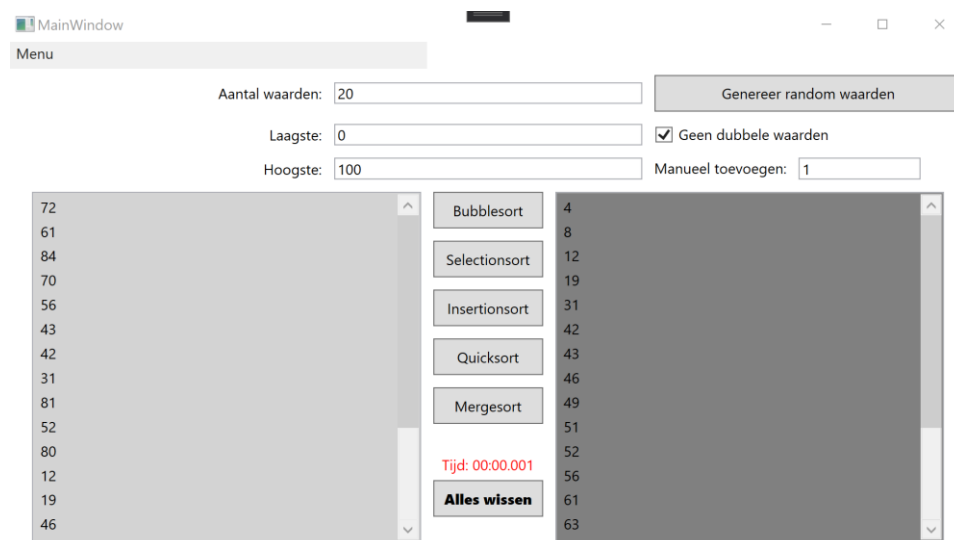 MainWindow
Menu
Aantal waarden: 20 Genereer random waarden
Laagste: 0 Geen dubbele waarden
Hoogste: 100 Manueel toevoegen: 1
72
61
84
70
56
43
42
31
81
52
80
12
19
46
Bubblesort
Selectionsort
Insertionsort
Quicksort
Mergesort
Tijd: 00:00.001
Alles wissen
4
8
12
19
31
42
43
46
49
51
52
56
61
63